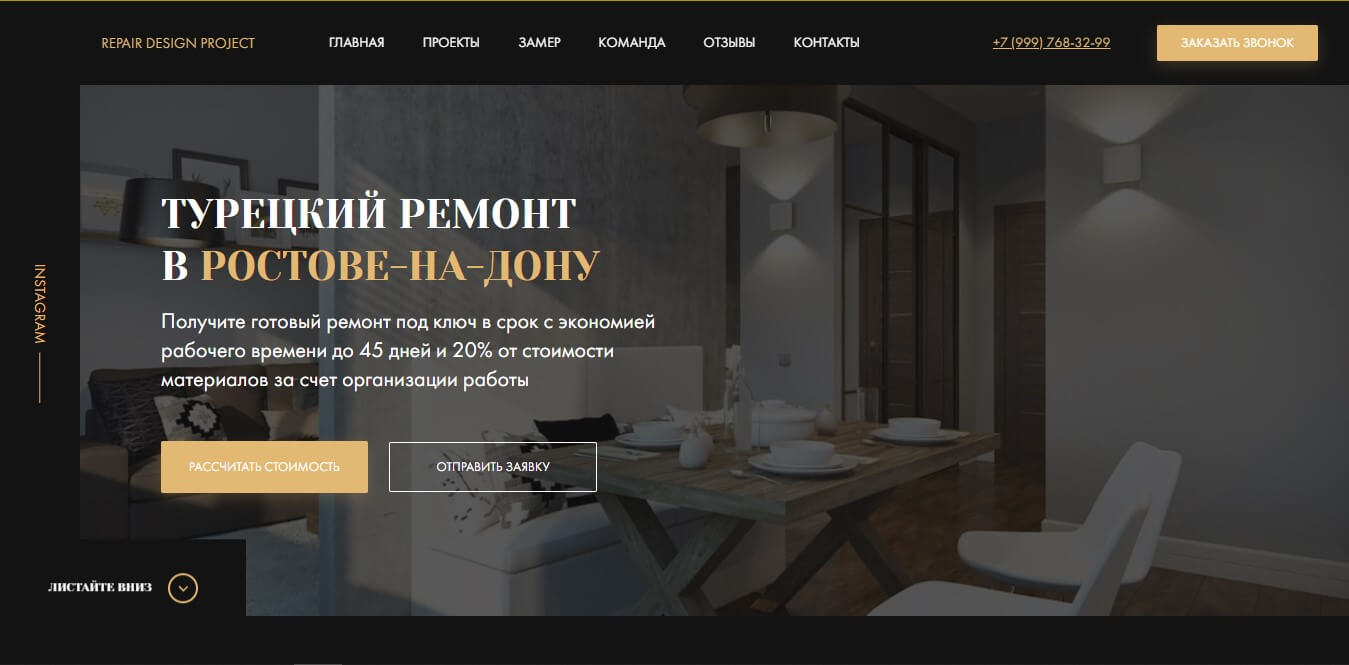 REPAIR DESIGN PROJECT
ГЛАВНАЯ ПРОЕКТЫ ЗАМЕР КОМАНДА ОТЗЫВЫ КОНТАКТЫ
+7 (999) 768-32-99
ЗАКАЗАТЬ ЗВОНОК
INSTAGRAM
ТУРЕЦКИЙ РЕМОНТ
В РОСТОВЕ-НА-ДОНУ
Получите готовый ремонт под ключ в срок с экономией
рабочего времени до 45 дней и 20% от стоимости
материалов за счет организации работы
РАССЧИТАТЬ СТОИМОСТЬ
ОТПРАВИТЬ ЗАЯВКУ
ЛИСТАЙТЕ ВНИЗ